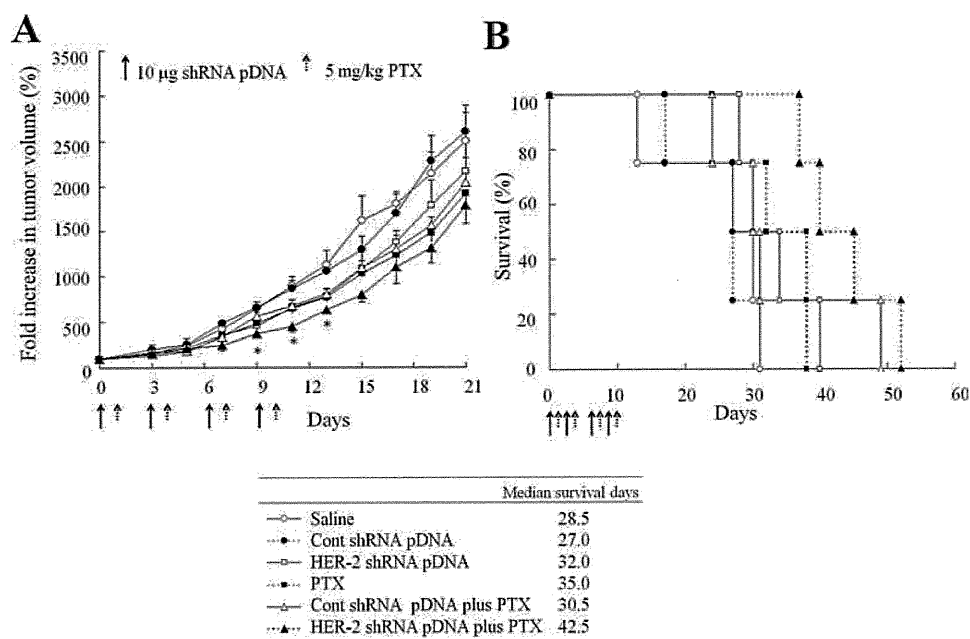 A
B
10 µg shRNA pDNA
5 mg/kg PTX
Fold increase in tumor volume (%)
3500
3000
2500
2000
1500
1000
500
0
0 3 6 9 12 15 18 21
Days
Survival (%)
100
80
60
40
20
0
0 10 20 30 40 50 60
Days
* * *
Median survival days
Saline 28.5
Cont shRNA pDNA 27.0
HER-2 shRNA pDNA 32.0
PTX 35.0
Cont shRNA pDNA plus PTX 30.5
HER-2 shRNA pDNA plus PTX 42.5